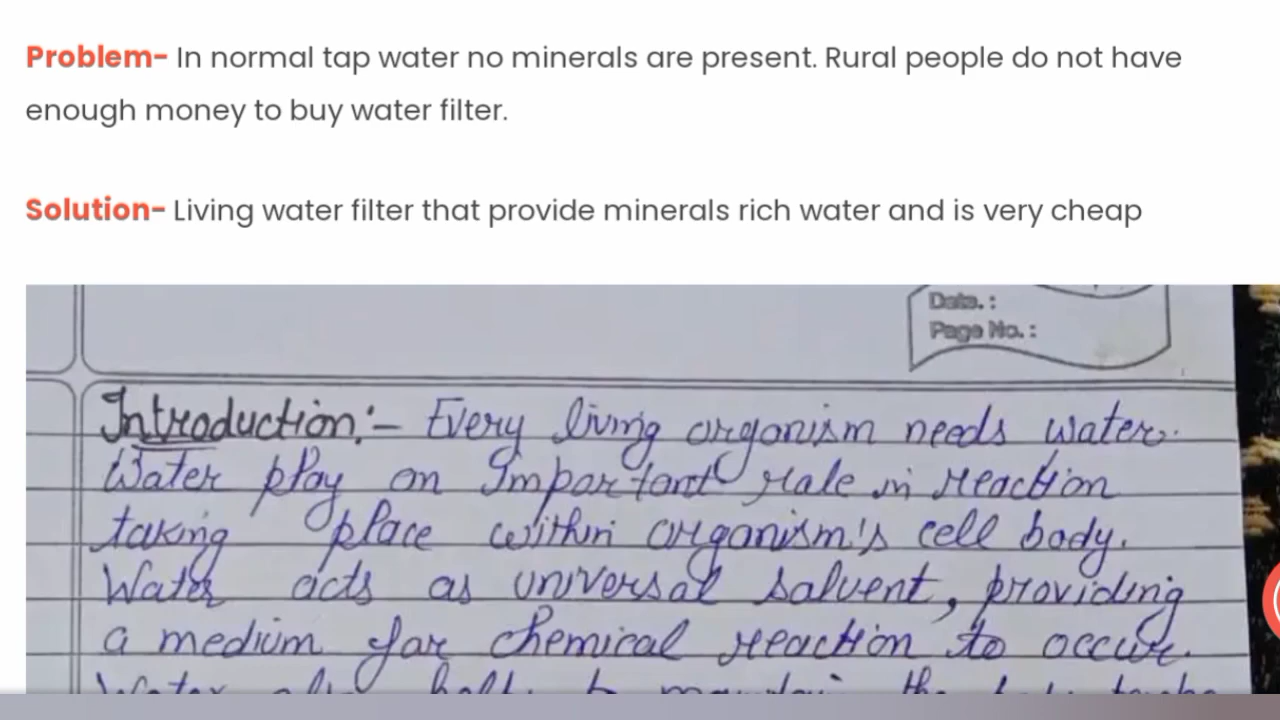 Problem- In normal tap water no minerals are present. Rural people do not have
enough money to buy water filter.
Solution- Living water filter that provide minerals rich water and is very cheap
Date. :
Page No. :
Introduction:- Every living organism needs water.
Water play an Important role in reaction
taking place within organism's cell body.
Water acts as universal solvent, providing
a medium for chemical reaction to occur.
Water